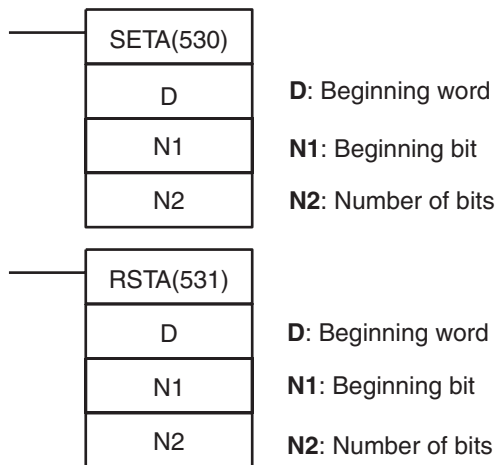 SETA(530)
D D: Beginning word
N1 N1: Beginning bit
N2 N2: Number of bits
RSTA(531)
D D: Beginning word
N1 N1: Beginning bit
N2 N2: Number of bits